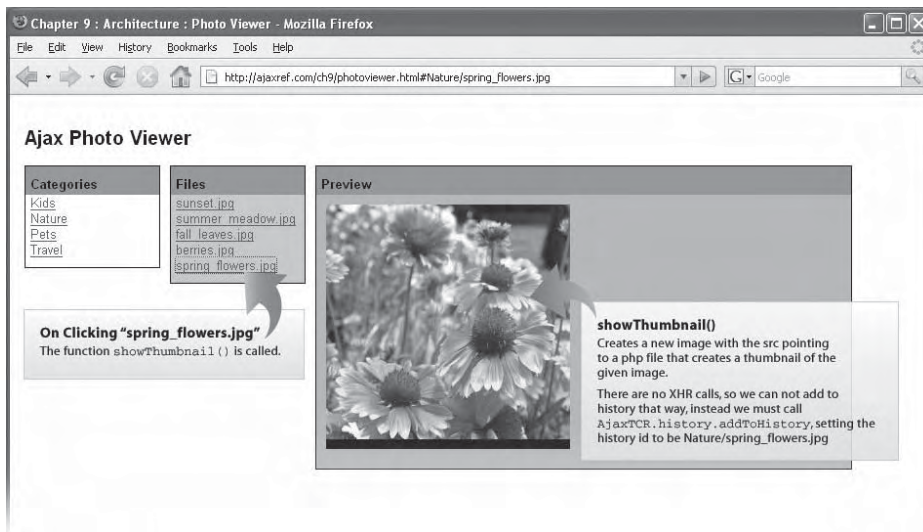 Chapter 9 : Architecture : Photo Viewer - Mozilla Firefox
File Edit View History Bookmarks Tools Help
http://ajaxref.com/ch9/photoviewer.html#Nature/spring_flowers.jpg
G Google
Ajax Photo Viewer
Categories
Kids
Nature
Pets
Travel
Files
sunset.jpg
summer_meadow.jpg
fall_leaves.jpg
berries.jpg
spring_flowers.jpg
Preview
On Clicking “spring_flowers.jpg”
The function showThumbnail() is called.
showThumbnail()
Creates a new image with the src pointing
to a php file that creates a thumbnail of the
given image.
There are no XHR calls, so we can not add to
history that way, instead we must call
AjaxTCR.history.addToHistory, setting the
history id to be Nature/spring_flowers.jpg